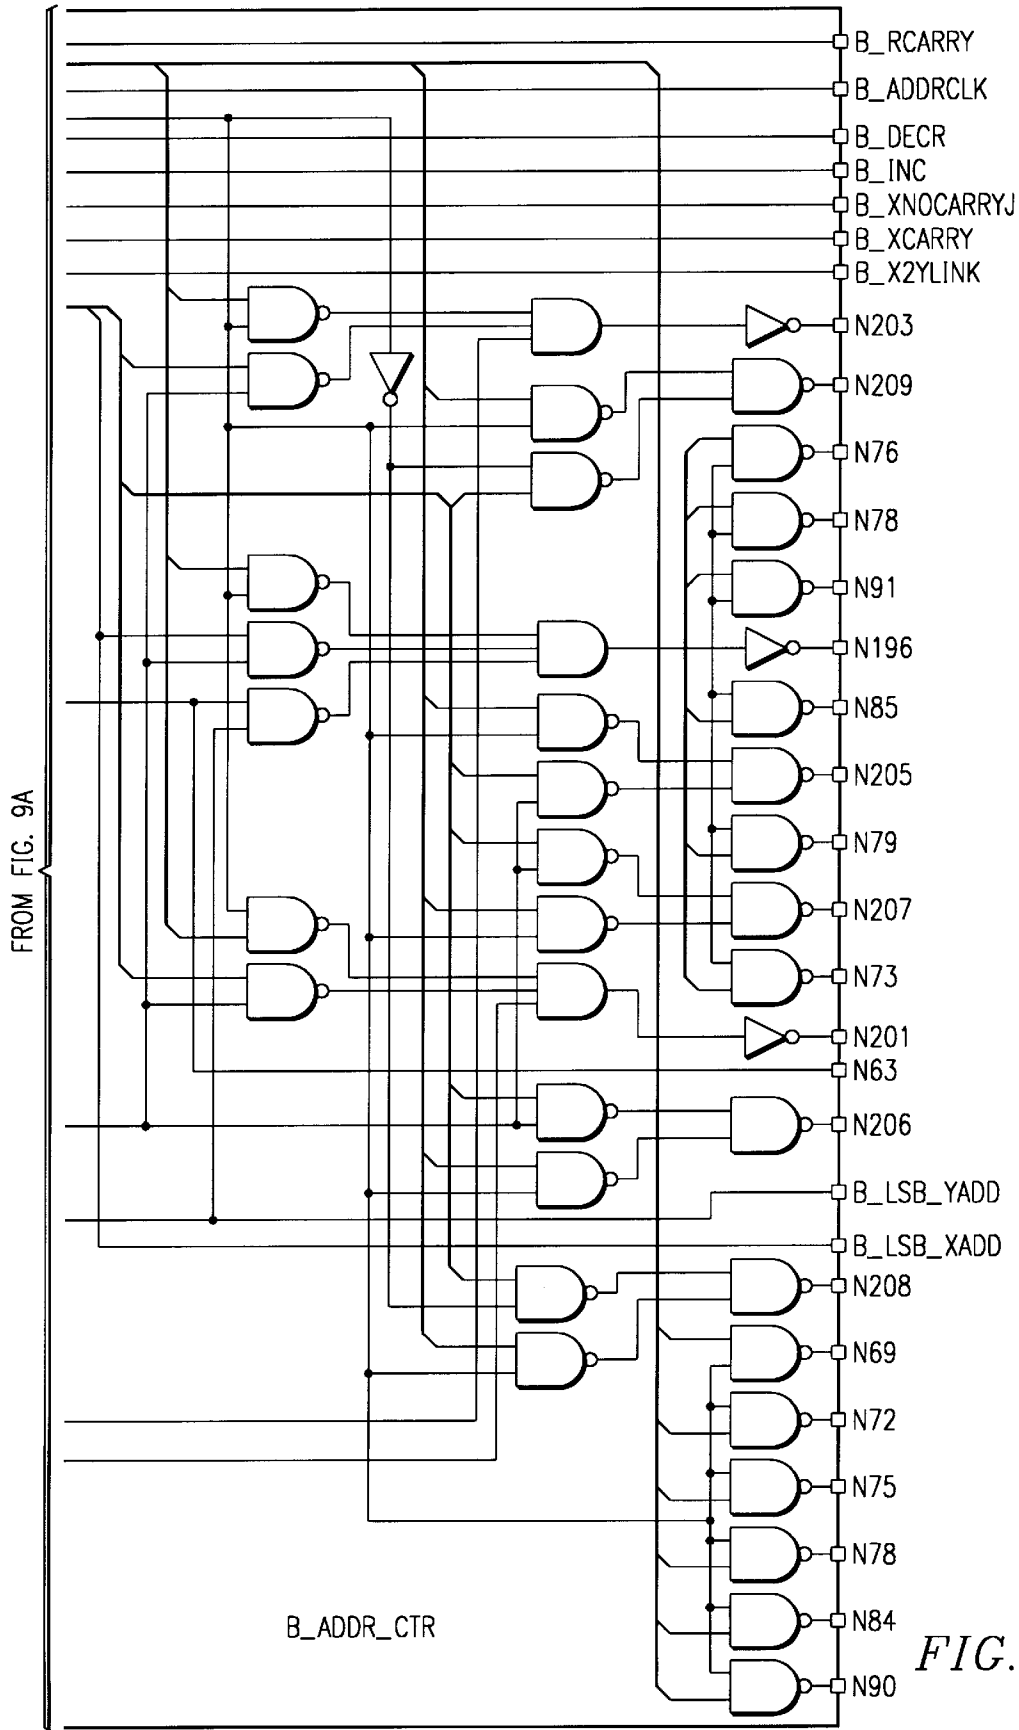 B_RCARRY
B_ADDRCLK
B_DECR
B_INC
B_XNOCARRYJ
B_XCARRY
B_X2YLINK
N203
N209
N76
N78
N91
N196
N85
N205
N79
N207
N73
N201
N63
N206
B_LSB_YADD
B_LSB_XADD
N208
N69
N72
N75
N78
N84
N90
FROM FIG. 9A
B_ADDR_CTR
FIG.